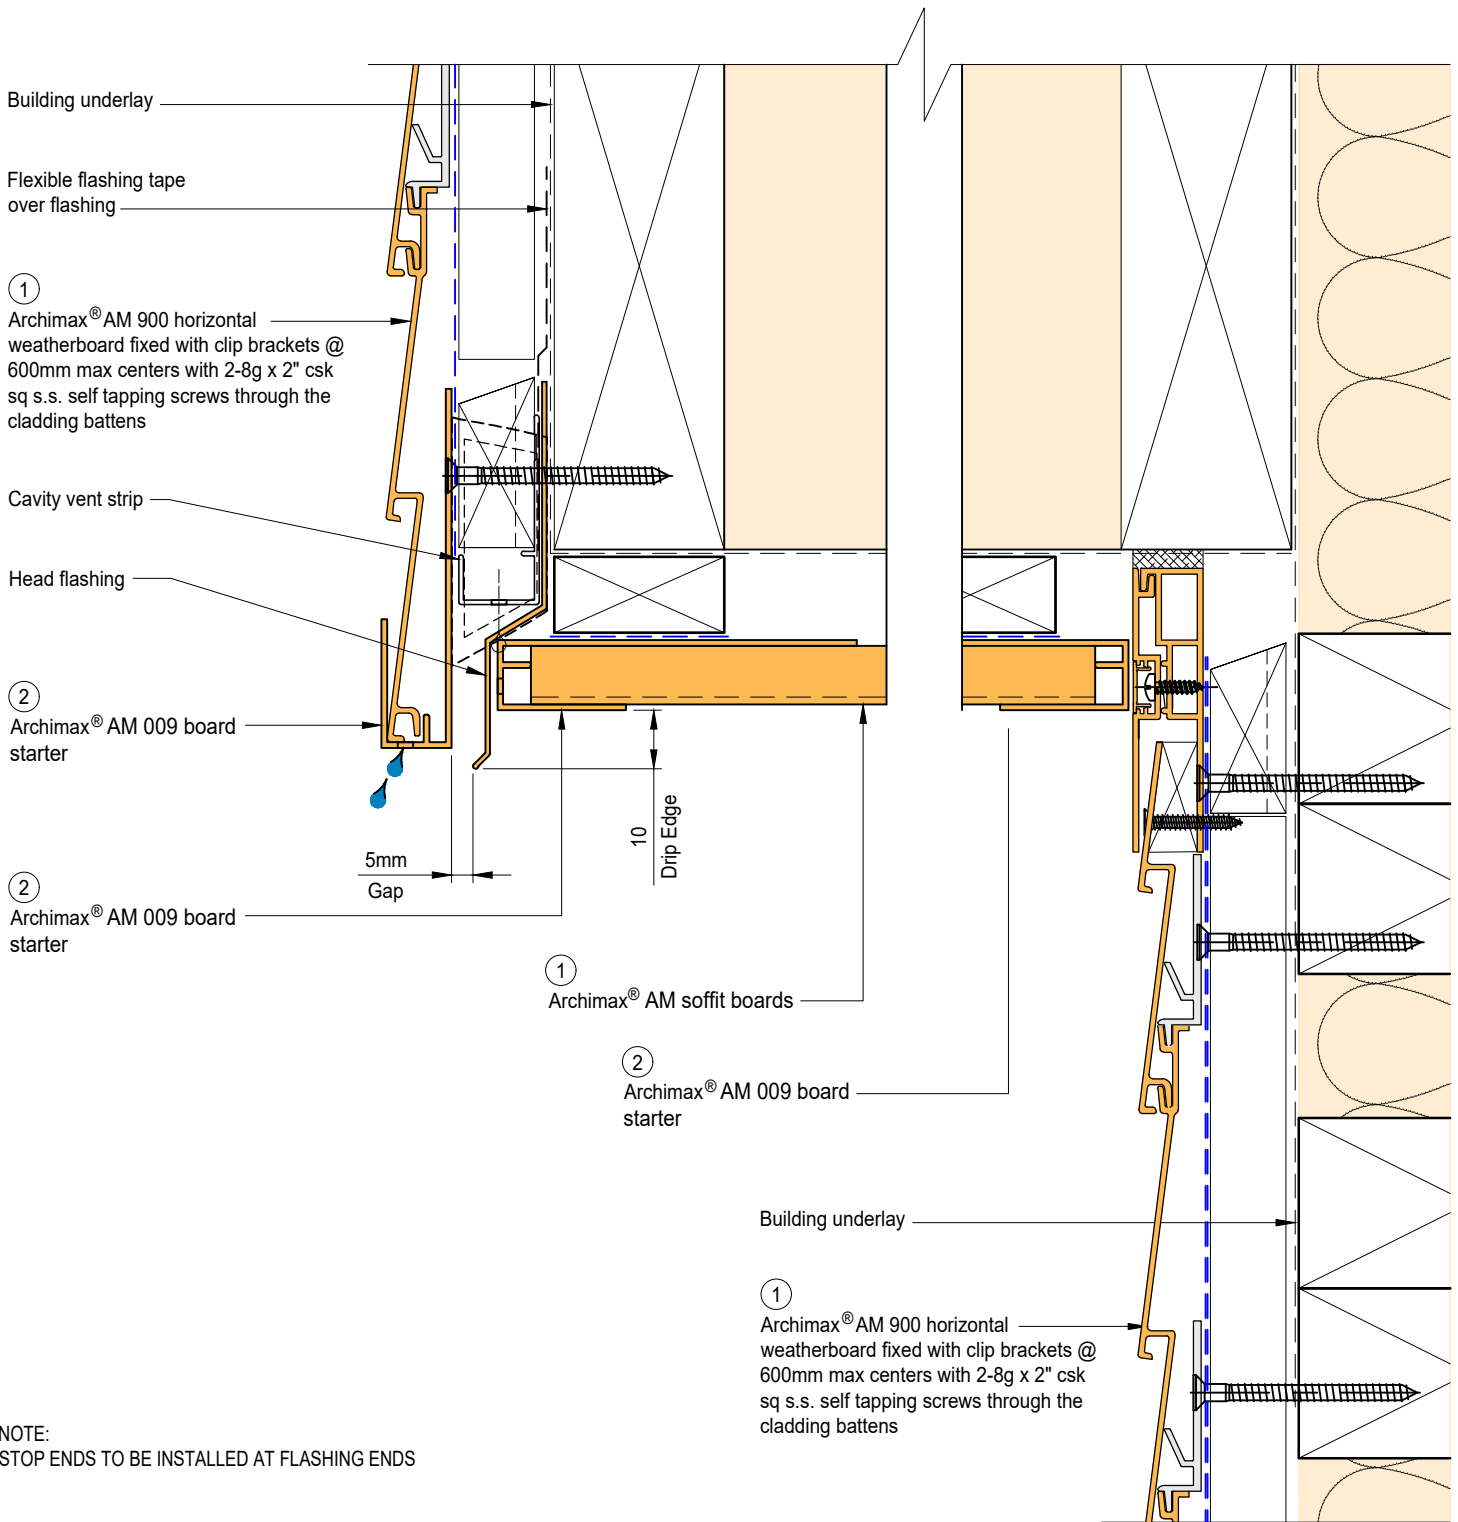 Building underlay
Flexible flashing tape
over flashing
1
Archimax® AM 900 horizontal
weatherboard fixed with clip brackets @
600mm max centers with 2-8g x 2" csk
sq s.s. self tapping screws through the
cladding battens
Cavity vent strip
Head flashing
2
Archimax® AM 009 board
starter
5mm
Gap
10
Drip Edge
2
Archimax® AM 009 board
starter
1
Archimax® AM soffit boards
2
Archimax® AM 009 board
starter
Building underlay
1
Archimax® AM 900 horizontal
weatherboard fixed with clip brackets @
600mm max centers with 2-8g x 2" csk
sq s.s. self tapping screws through the
cladding battens
NOTE:
STOP ENDS TO BE INSTALLED AT FLASHING ENDS